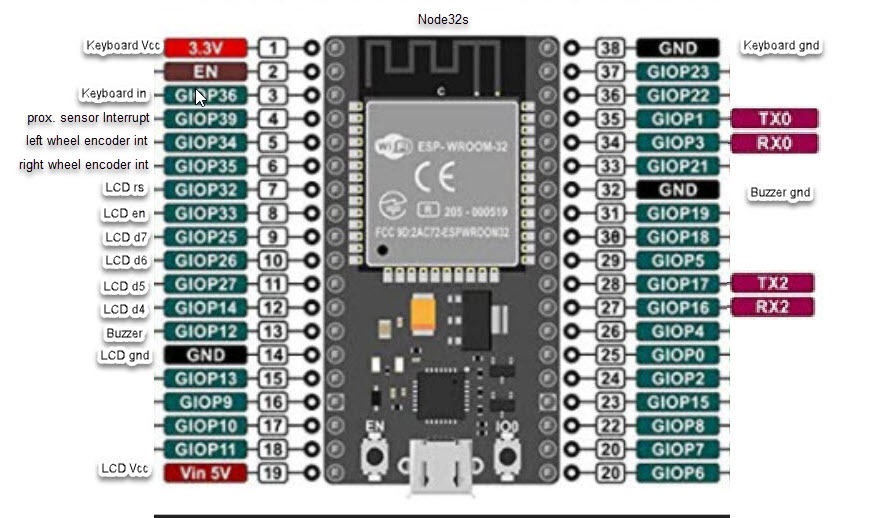 Node32s
Keyboard Vcc 3.3V 1 38 GND Keyboard gnd
EN 2 37 GIOP23
Keyboard in GIOP36 3 36 GIOP22
prox. sensor Interrupt GIOP39 4 35 GIOP1 TX0
left wheel encoder int GIOP34 5 34 GIOP3 RX0
right wheel encoder int GIOP35 6 33 GIOP21
LCD rs GIOP32 7 32 GND Buzzer gnd
LCD en GIOP33 8 31 GIOP19
LCD d7 GIOP25 9 30 GIOP18
LCD d6 GIOP26 10 29 GIOP5
LCD d5 GIOP27 11 28 GIOP17 TX2
LCD d4 GIOP14 12 27 GIOP16 RX2
Buzzer GIOP12 13 26 GIOP4
LCD gnd GND 14 25 GIOP0
GIOP13 15 24 GIOP2
GIOP9 16 23 GIOP15
GIOP10 17 22 GIOP8
GIOP11 18 20 GIOP7
LCD Vcc Vin 5V 19 20 GIOP6
C
WiFi ESP-WROOM-32
CE
R 205-000519
FCC 9D:2AC72-ESPWROON32
EN IO0